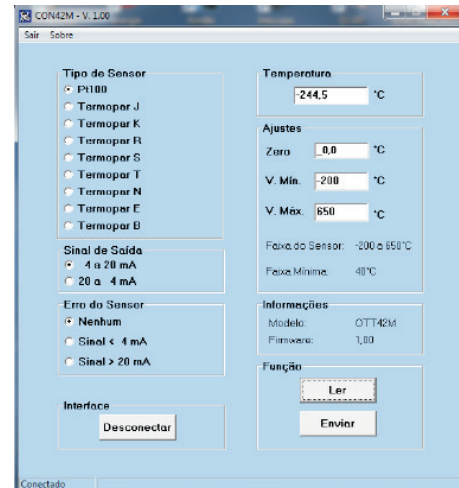 CON42M - V. 1.00
Sair Sobre
Tipo de Sensor
Pt100
Termopar J
Termopar K
Termopar R
Termopar S
Termopar T
Termopar N
Termopar E
Termopar B
Sinal de Saída
4 a 20 mA
20 a 4 mA
Erro do Sensor
Nenhum
Sinal < 4 mA
Sinal > 20 mA
Interface
Desconectar
Temperatura
-244,5 °C
Ajustes
Zero _0,0 °C
V. Mín. -200 °C
V. Máx. 650 °C
Faixa do Sensor: -200 a 650°C
Faixa Mínima: 40°C
Informações
Modelo: OTT42M
Firmware: 1,00
Função
Ler
Enviar
Conectado